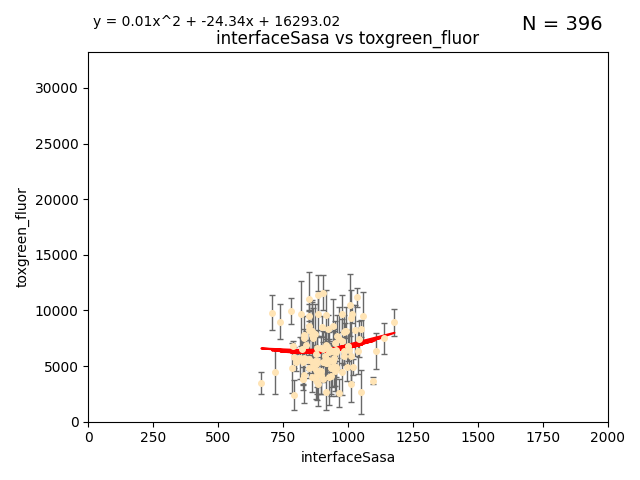 y = 0.01x^2 + -24.34x + 16293.02
N = 396
interfaceSasa vs toxgreen_fluor
30000
25000
20000
15000
10000
5000
0
toxgreen_fluor
0 250 500 750 1000 1250 1500 1750 2000
interfaceSasa